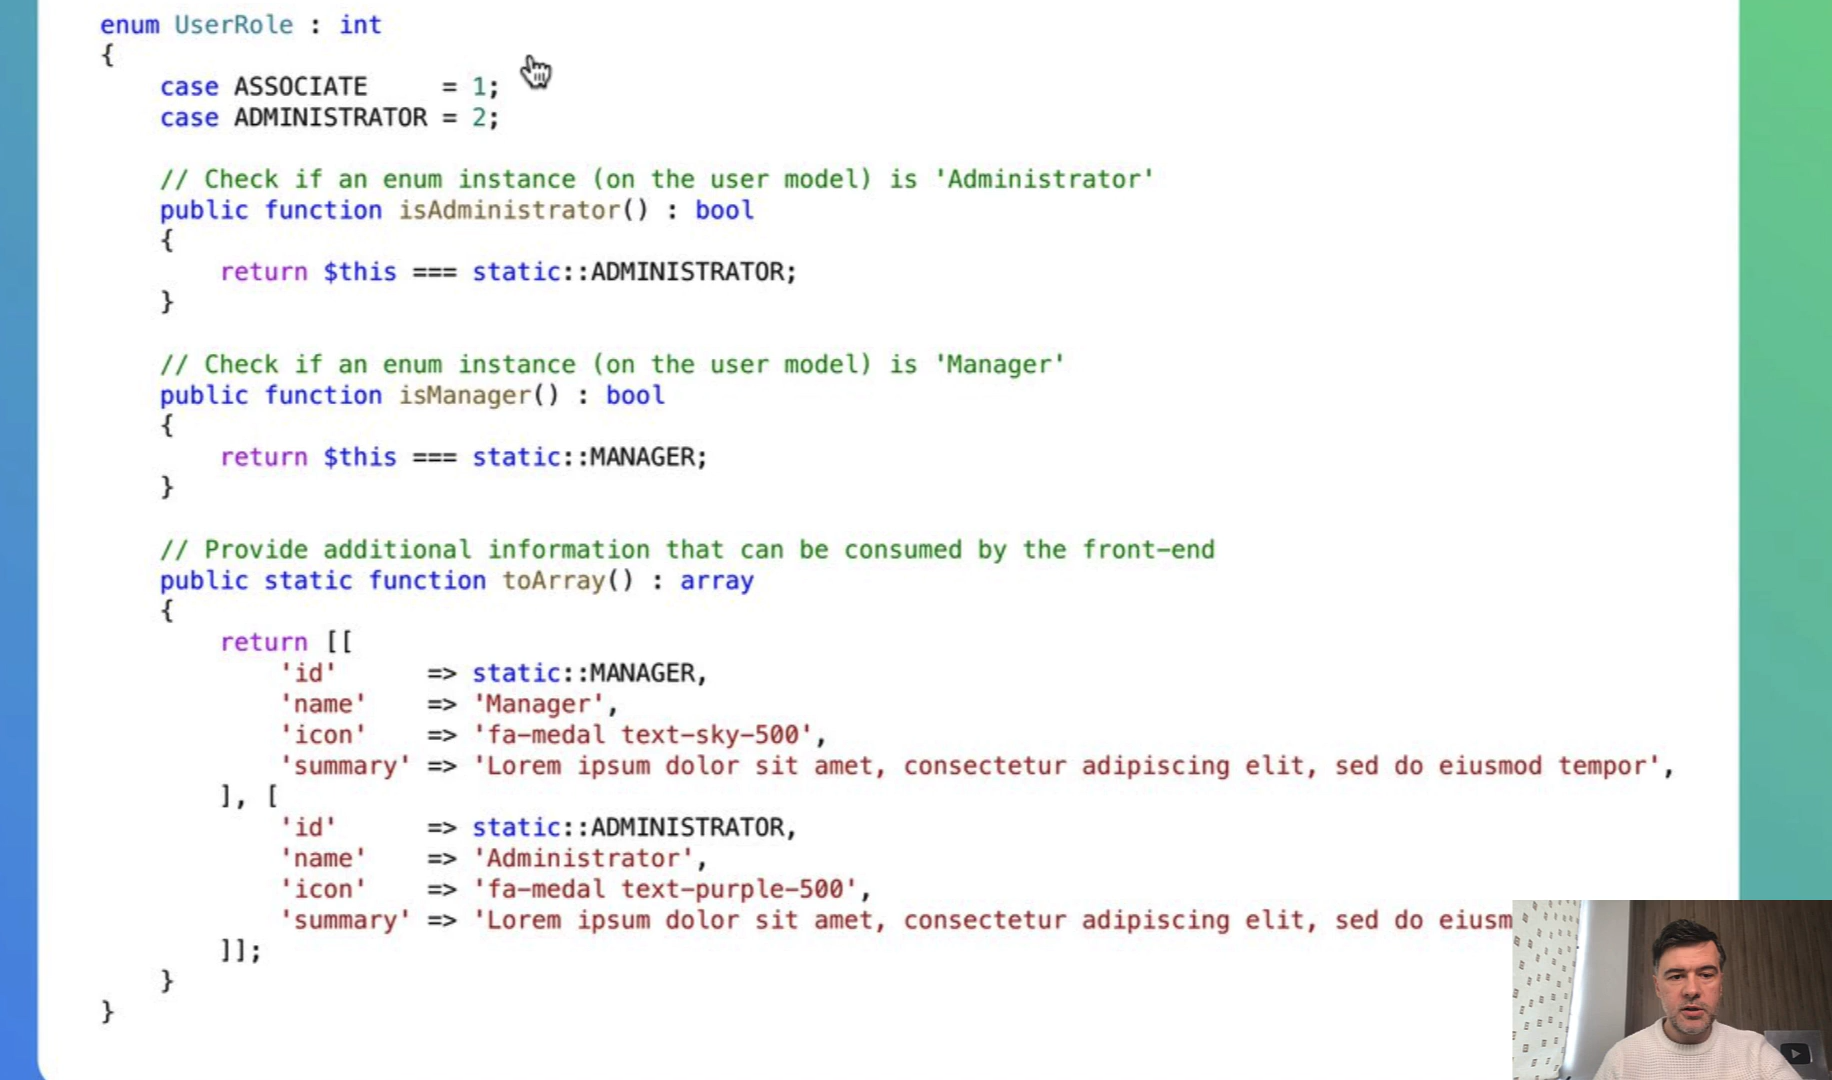 enum UserRole : int
{
    case ASSOCIATE     = 1;
    case ADMINISTRATOR = 2;

    // Check if an enum instance (on the user model) is 'Administrator'
    public function isAdministrator() : bool
    {
        return $this === static::ADMINISTRATOR;
    }

    // Check if an enum instance (on the user model) is 'Manager'
    public function isManager() : bool
    {
        return $this === static::MANAGER;
    }

    // Provide additional information that can be consumed by the front-end
    public static function toArray() : array
    {
        return [[
            'id'      => static::MANAGER,
            'name'    => 'Manager',
            'icon'    => 'fa-medal text-sky-500',
            'summary' => 'Lorem ipsum dolor sit amet, consectetur adipiscing elit, sed do eiusmod tempor',
        ], [
            'id'      => static::ADMINISTRATOR,
            'name'    => 'Administrator',
            'icon'    => 'fa-medal text-purple-500',
            'summary' => 'Lorem ipsum dolor sit amet, consectetur adipiscing elit, sed do eiusm
        ]];
    }
}